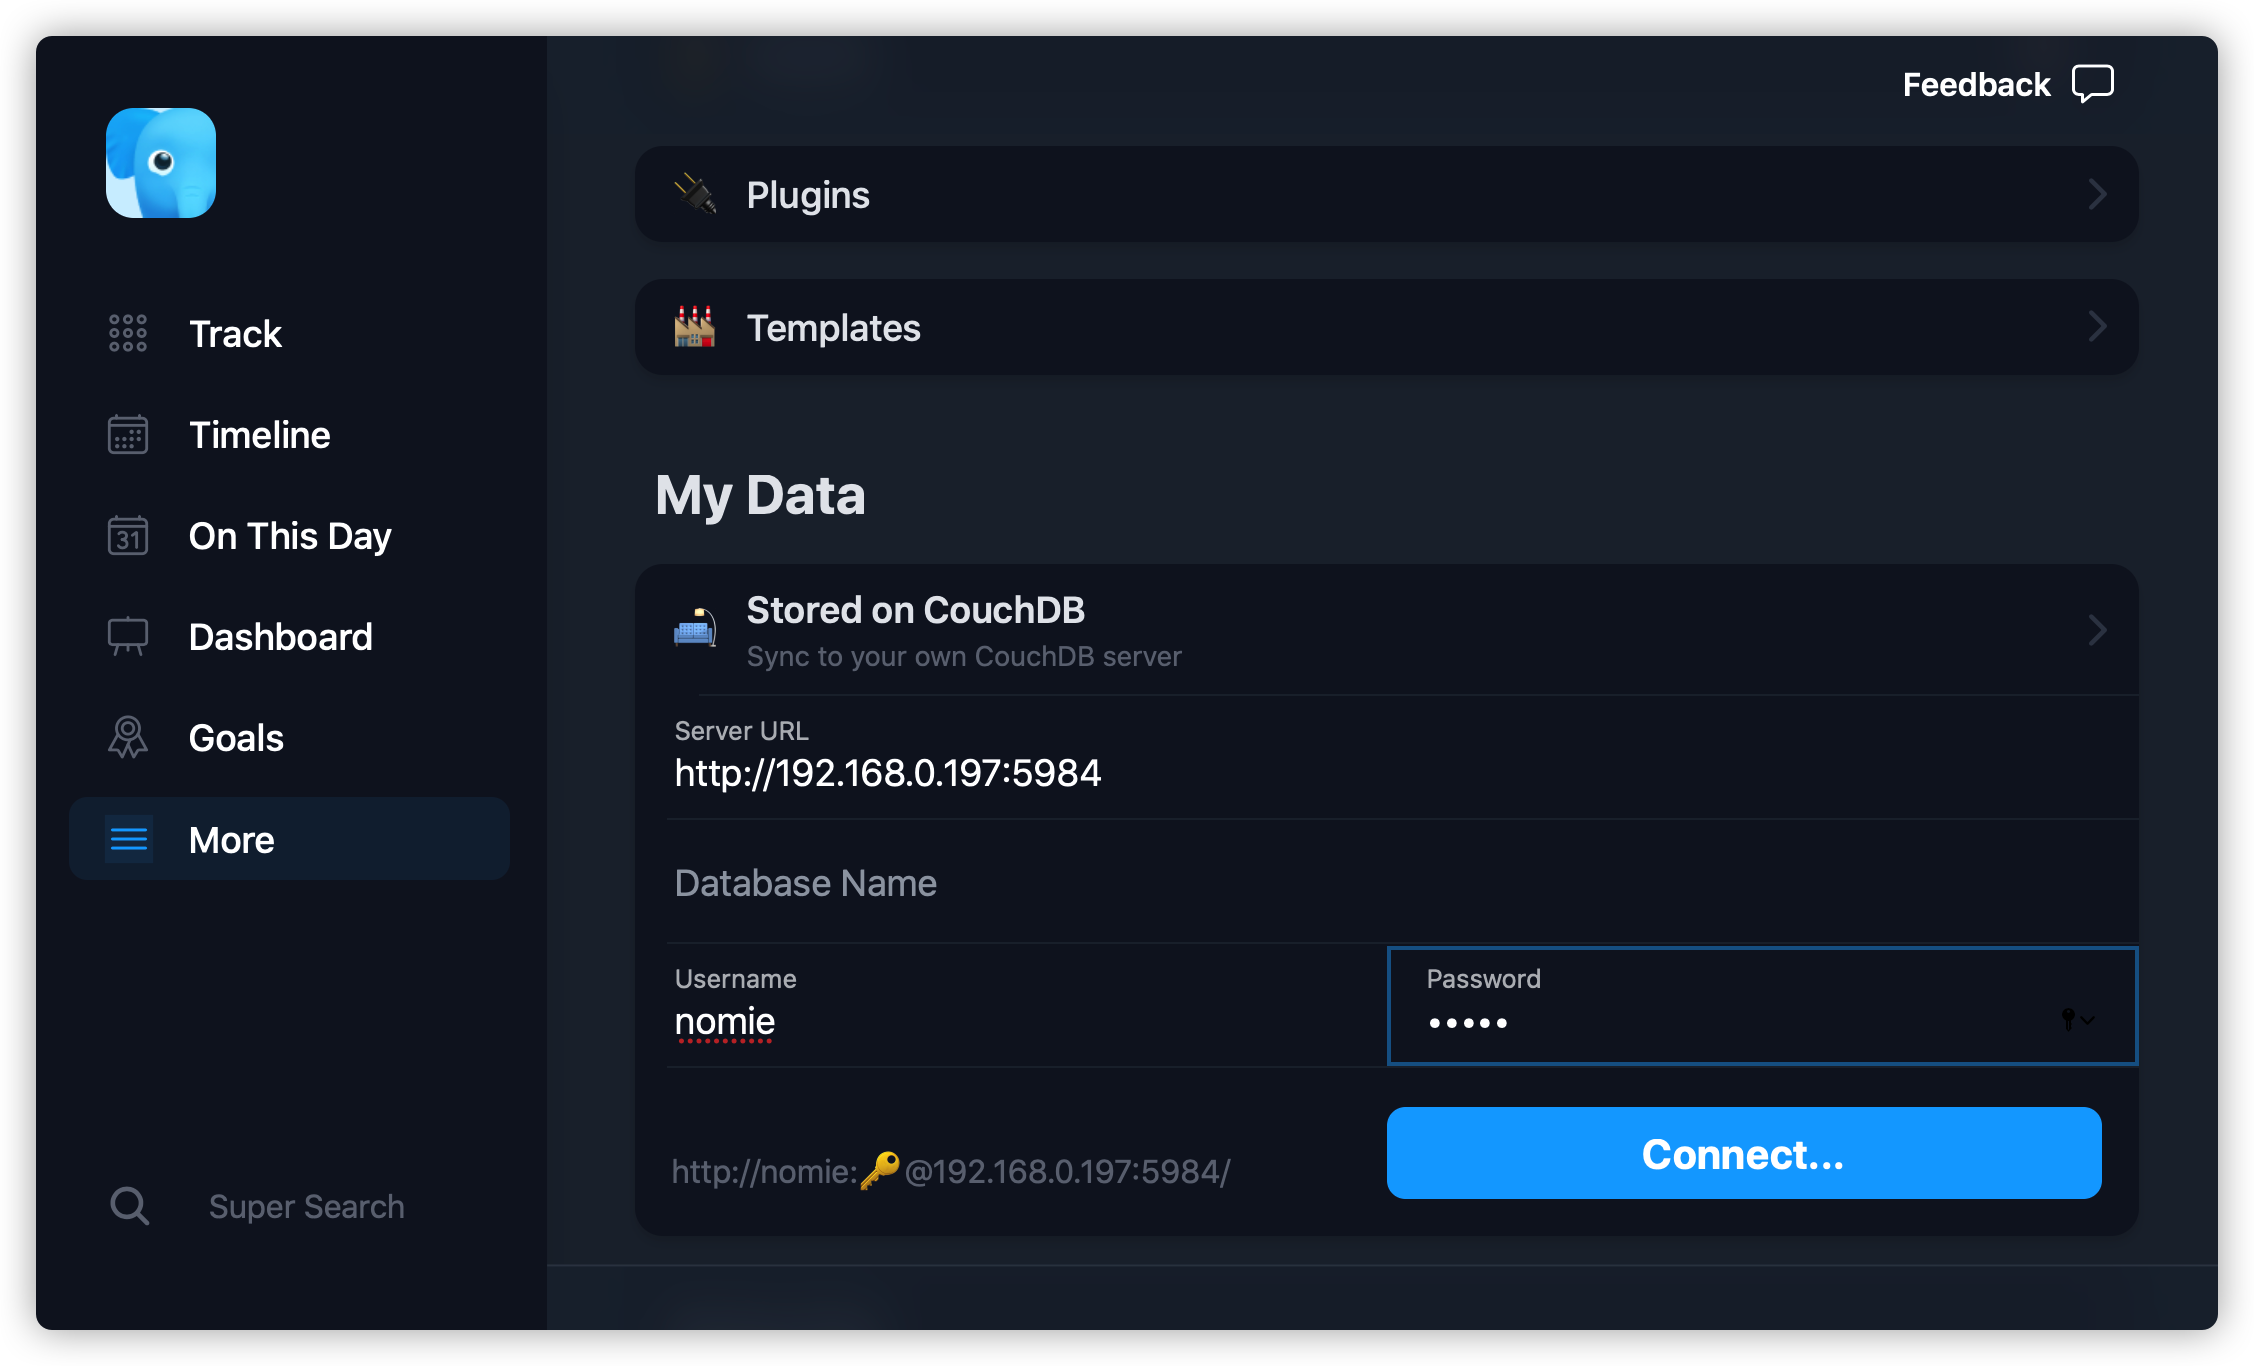 Feedback
Track
Timeline
On This Day
31
Dashboard
Goals
More
Super Search
Plugins
Templates
My Data
Stored on CouchDB
Sync to your own CouchDB server
Server URL
http://192.168.0.197:5984
Database Name
Username
nomie
Password
•••••
http://nomie:🔑@192.168.0.197:5984/
Connect...